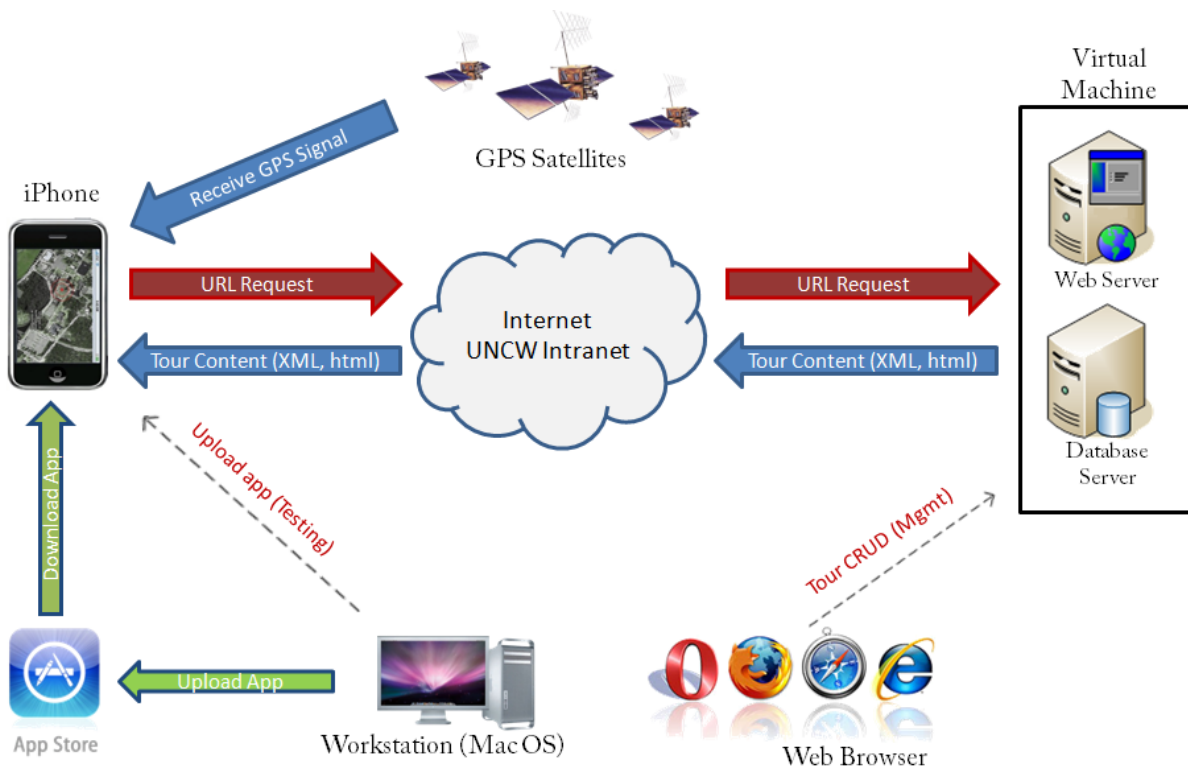 Virtual
Machine
GPS Satellites
Receive GPS Signal
iPhone
URL Request
URL Request
Web Server
Internet
UNCW Intranet
Tour Content (XML, html)
Tour Content (XML, html)
Database
Server
Upload app (Testing)
Download App
Tour CRUD (Mgmt)
Upload App
App Store
Workstation (Mac OS)
Web Browser